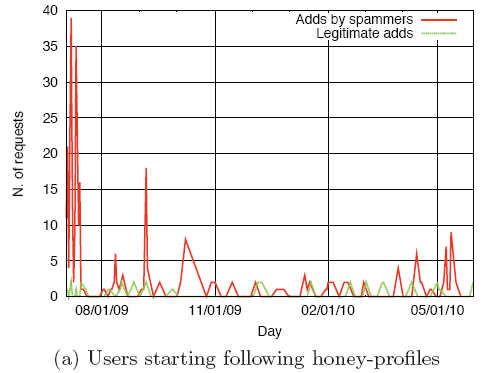 40
35
30
25
20
15
10
5
0
N. of requests
Adds by spammers
Legitimate adds
08/01/09
11/01/09
02/01/10
05/01/10
Day
(a) Users starting following honey-profiles